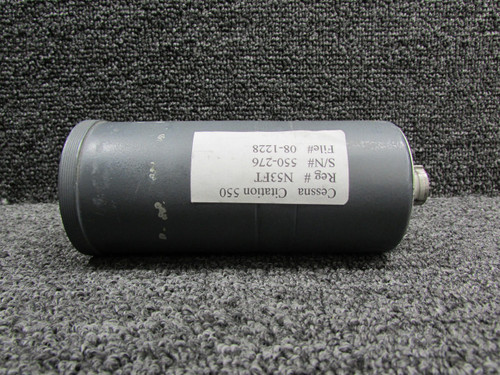 Cessna Citation 550
Reg # N53FT
S/N# 550-276
File# 08-1228